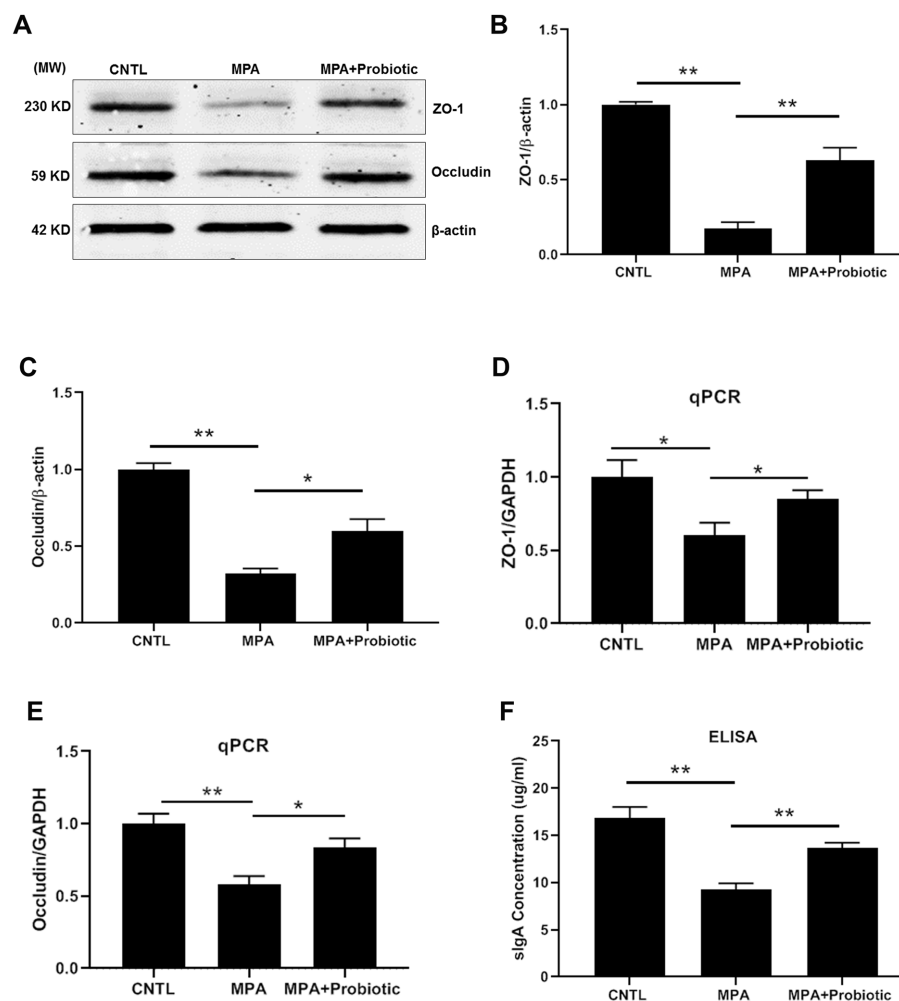 A
(MW)
CNTL MPA MPA+Probiotic
230 KD ZO-1
59 KD Occludin
42 KD β-actin
B
ZO-1/β-actin
1.5
1.0
0.5
0.0
**
**
CNTL MPA MPA+Probiotic
C
Occludin/β-actin
1.5
1.0
0.5
0.0
**
*
CNTL MPA MPA+Probiotic
D
qPCR
ZO-1/GAPDH
1.5
1.0
0.5
0.0
*
*
CNTL MPA MPA+Probiotic
E
qPCR
Occludin/GAPDH
1.5
1.0
0.5
0.0
**
*
CNTL MPA MPA+Probiotic
F
ELISA
sIgA Concentration (ug/ml)
25
20
15
10
5
0
**
**
CNTL MPA MPA+Probiotic